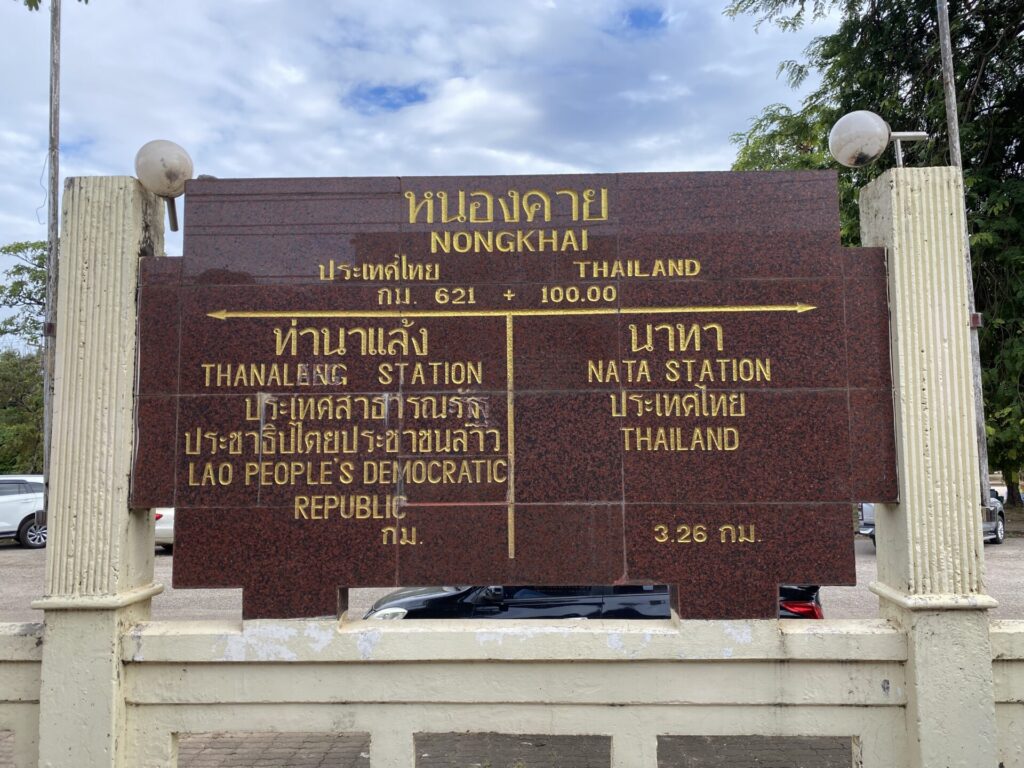 หนองคาย
NONGKHAI
ประเทศไทย THAILAND
กม. 621 + 100.00
ท่านาแล้ง
THANALENG STATION
ประเทศสาธารณรัฐ
ประชาธิปไตยประชาชนลาว
LAO PEOPLE'S DEMOCRATIC
REPUBLIC
กม.
นาทา
NATA STATION
ประเทศไทย
THAILAND
3.26 กม.